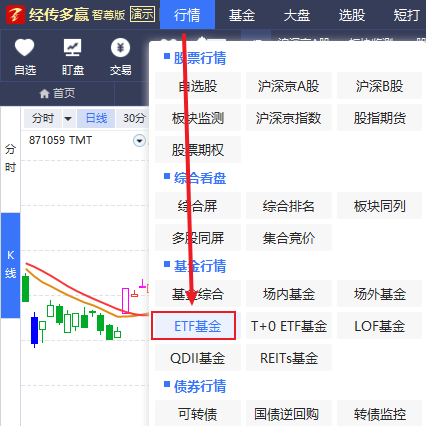 经传多赢 智尊版 演示 行情 基金 大盘 选股 短打
自选 盯盘 交易
首页
分时 日线 30分
871059 TMT
分时
K线
股票行情
自选股 沪深京A股 沪深B股
板块监测 沪深京指数 股指期货
股票期权
综合看盘
综合屏 综合排名 板块同列
多股同屏 集合竞价
基金行情
基金综合 场内基金 场外基金
ETF基金 T+0 ETF基金 LOF基金
QDII基金 REITs基金
债券行情
可转债 国债逆回购 转债监控